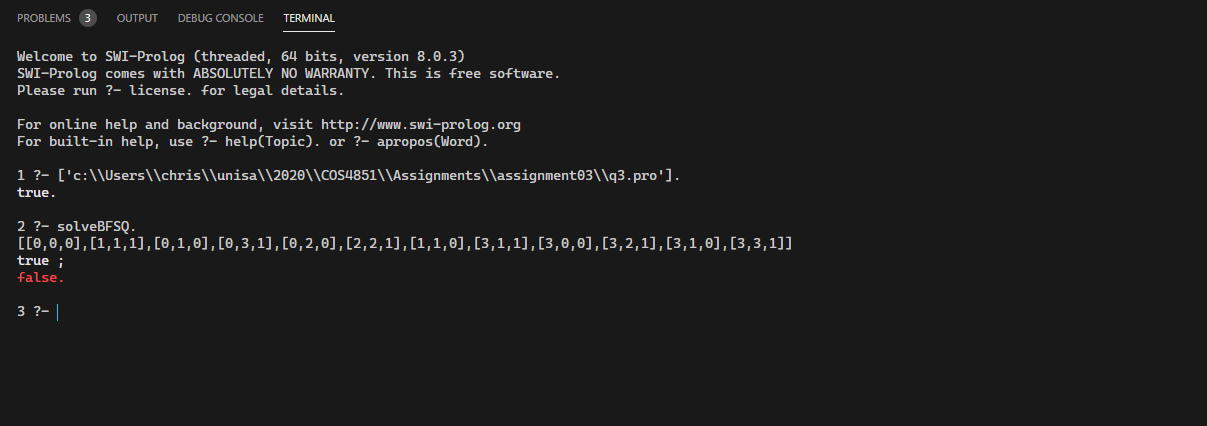 PROBLEMS 3 OUTPUT DEBUG CONSOLE TERMINAL
Welcome to SWI-Prolog (threaded, 64 bits, version 8.0.3)
SWI-Prolog comes with ABSOLUTELY NO WARRANTY. This is free software.
Please run ?- license. for legal details.
For online help and background, visit http://www.swi-prolog.org
For built-in help, use ?- help(Topic). or ?- apropos(Word).
1 ?- ['c:\\Users\\chris\\unisa\\2020\\COS4851\\Assignments\\assignment03\\q3.pro'].
true.
2 ?- solveBFSQ.
[[0,0,0],[1,1,1],[0,1,0],[0,3,1],[0,2,0],[2,2,1],[1,1,0],[3,1,1],[3,0,0],[3,2,1],[3,1,0],[3,3,1]]
true ;
false.
3 ?-